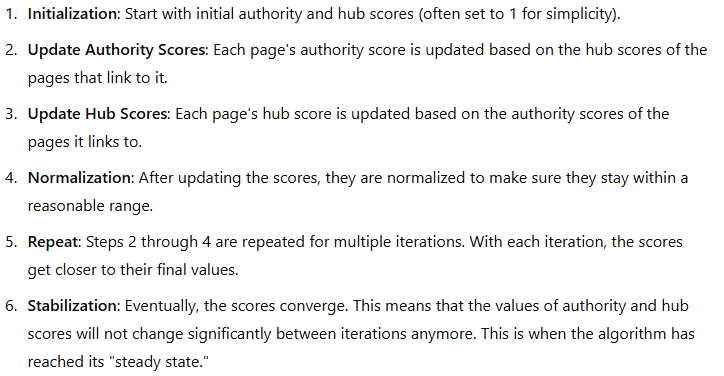 1. Initialization: Start with initial authority and hub scores (often set to 1 for simplicity).
2. Update Authority Scores: Each page's authority score is updated based on the hub scores of the
pages that link to it.
3. Update Hub Scores: Each page's hub score is updated based on the authority scores of the
pages it links to.
4. Normalization: After updating the scores, they are normalized to make sure they stay within a
reasonable range.
5. Repeat: Steps 2 through 4 are repeated for multiple iterations. With each iteration, the scores
get closer to their final values.
6. Stabilization: Eventually, the scores converge. This means that the values of authority and hub
scores will not change significantly between iterations anymore. This is when the algorithm has
reached its "steady state."